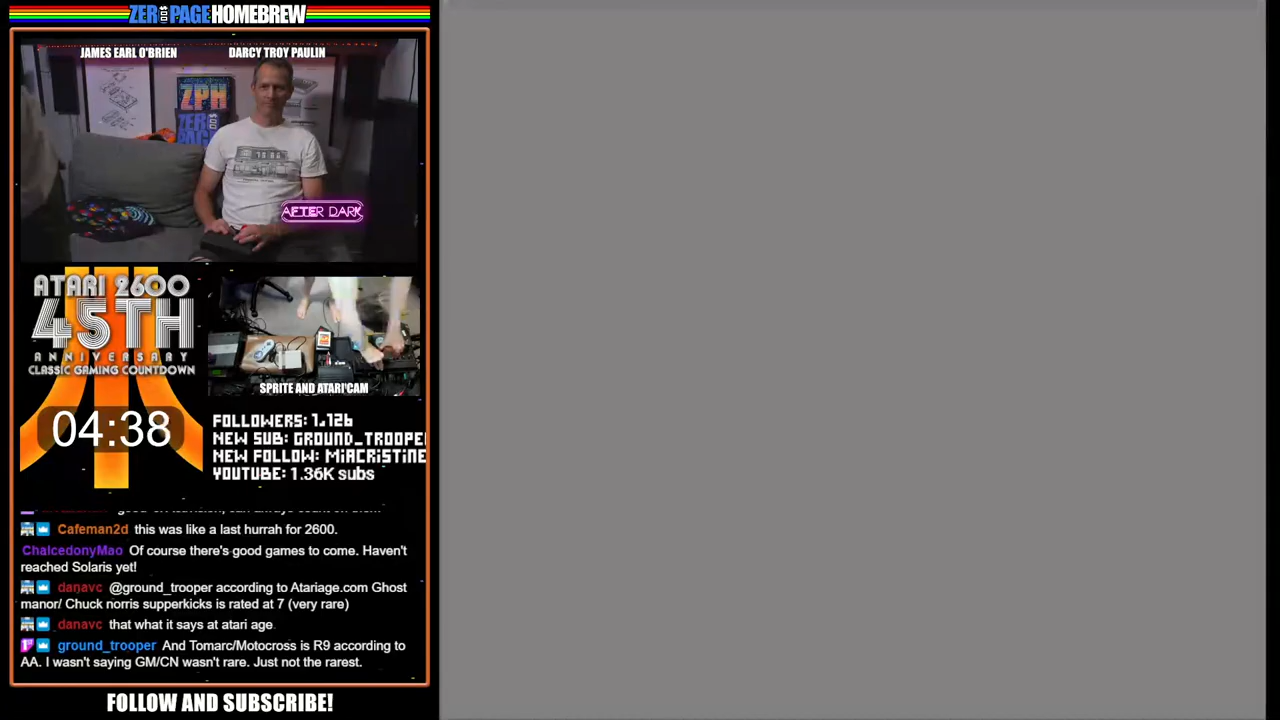 ZER PAGE HOMEBREW
JAMES EARL O'BRIEN
DARCY TROY PAULIN
ZPH
ZER
PAG
AFTER DARK
ATARI 2600
45TH
ANNIVERSARY
CLASSIC GAMING COUNTDOWN
04:38
SPRITE AND ATARI CAM
FOLLOWERS: 1,126
NEW SUB: GROUND_TROOPER
NEW FOLLOW: MIACRISTINE
YOUTUBE: 1.36K subs
Cafeman2d this was like a last hurrah for 2600.
ChalcedonyMao Of course there's good games to come. Haven't
reached Solaris yet!
danavc @ground_trooper according to Atariage.com Ghost
manor/ Chuck norris supperkicks is rated at 7 (very rare)
danavc that what it says at atari age
ground_trooper And Tomarc/Motocross is R9 according to
AA. I wasn't saying GM/CN wasn't rare. Just not the rarest.
FOLLOW AND SUBSCRIBE!